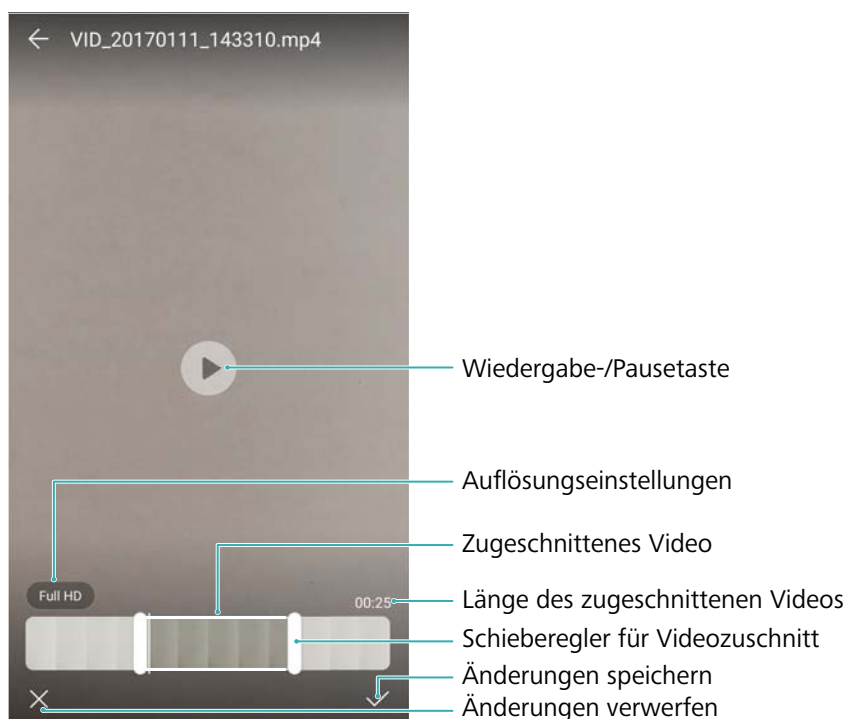 VID_20170111_143310.mp4
Wiedergabe-/Pausetaste
Auflösungseinstellungen
Zugeschnittenes Video
Full HD
00:25
Länge des zugeschnittenen Videos
Schieberegler für Videozuschnitt
Änderungen speichern
Änderungen verwerfen